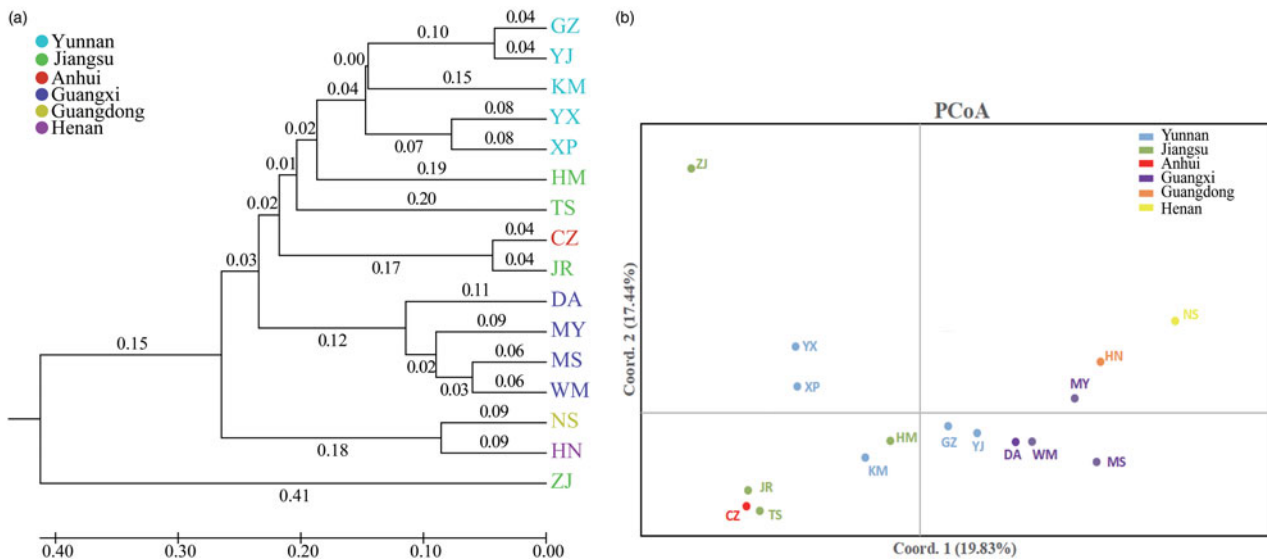 (a)
Yunnan
Jiangsu
Anhui
Guangxi
Guangdong
Henan
0.04
GZ
0.10
0.04
YJ
0.00
0.15
KM
0.04
0.08
YX
0.07
0.08
XP
0.02
0.19
HM
0.01
0.20
TS
0.02
0.04
CZ
0.17
0.04
JR
0.03
0.11
DA
0.12
0.09
MY
0.02
0.06
MS
0.03
0.06
WM
0.15
0.09
NS
0.18
0.09
HN
0.41
ZJ
0.40 0.30 0.20 0.10 0.00
(b)
PCoA
Yunnan
Jiangsu
Anhui
Guangxi
Guangdong
Henan
ZJ
NS
YX
HN
XP
MY
GZ
YJ
HM
DA
WM
MS
KM
JR
CZ
TS
Coord. 2 (17.44%)
Coord. 1 (19.83%)